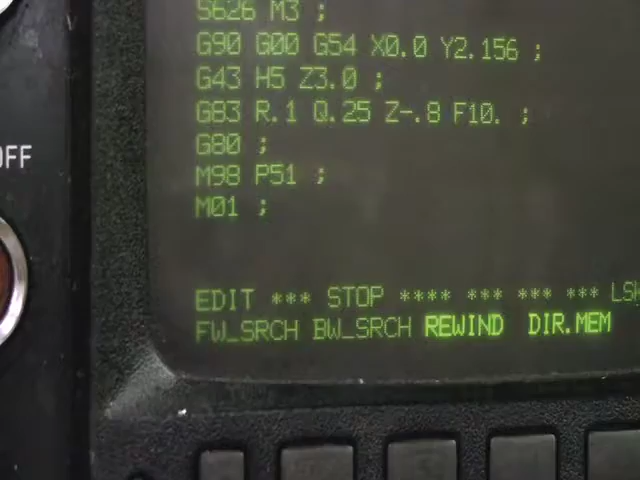 S626 M3 ;
G90 G00 G54 X0.0 Y2.156 ;
G43 H5 Z3.0 ;
G83 R.1 Q.25 Z-.8 F10. ;
G80 ;
M98 P51 ;
M01 ;
OFF
EDIT *** STOP **** *** *** ***
FW_SRCH BW_SRCH REWIND DIR.MEM